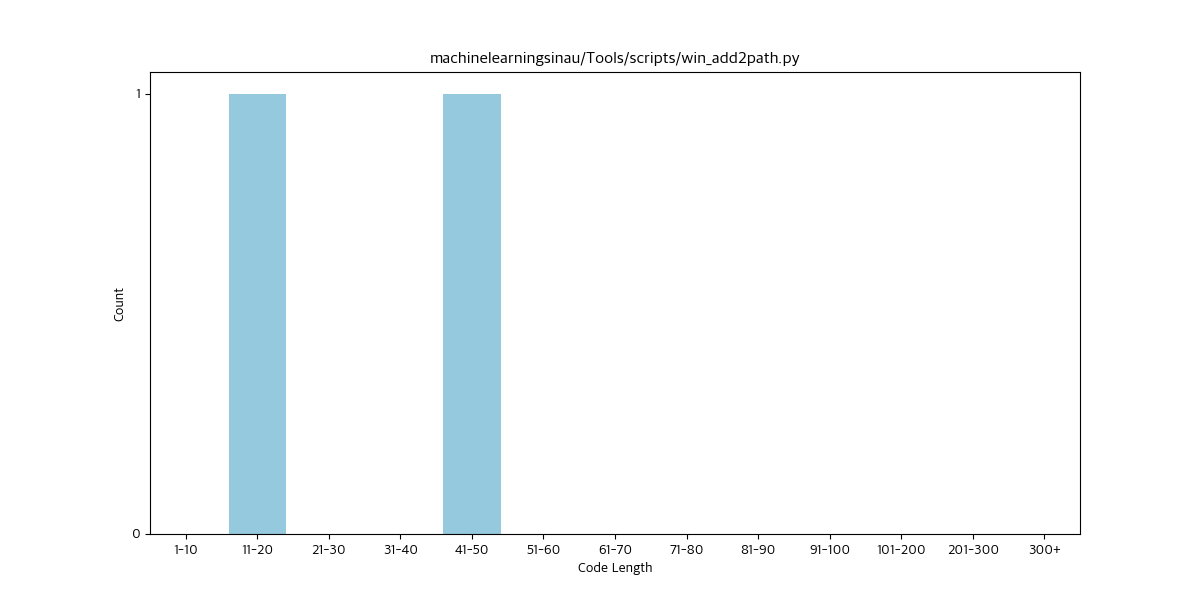 machinelearningsinau/Tools/scripts/win_add2path.py
1
Count
0
1-10 11-20 21-30 31-40 41-50 51-60 61-70 71-80 81-90 91-100 101-200 201-300 300+
Code Length